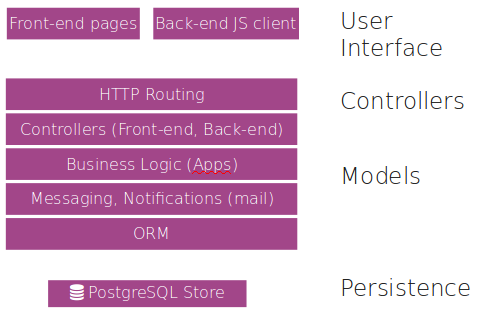 Front-end pages
Back-end JS client
User
Interface
HTTP Routing
Controllers
Controllers (Front-end, Back-end)
Business Logic (Apps)
Models
Messaging, Notifications (mail)
ORM
PostgreSQL Store
Persistence